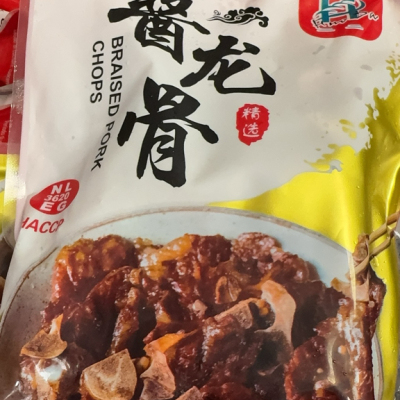 酱龙骨
精选
BRAISED PORK
CHOPS
NL
3620
EG
HACCP